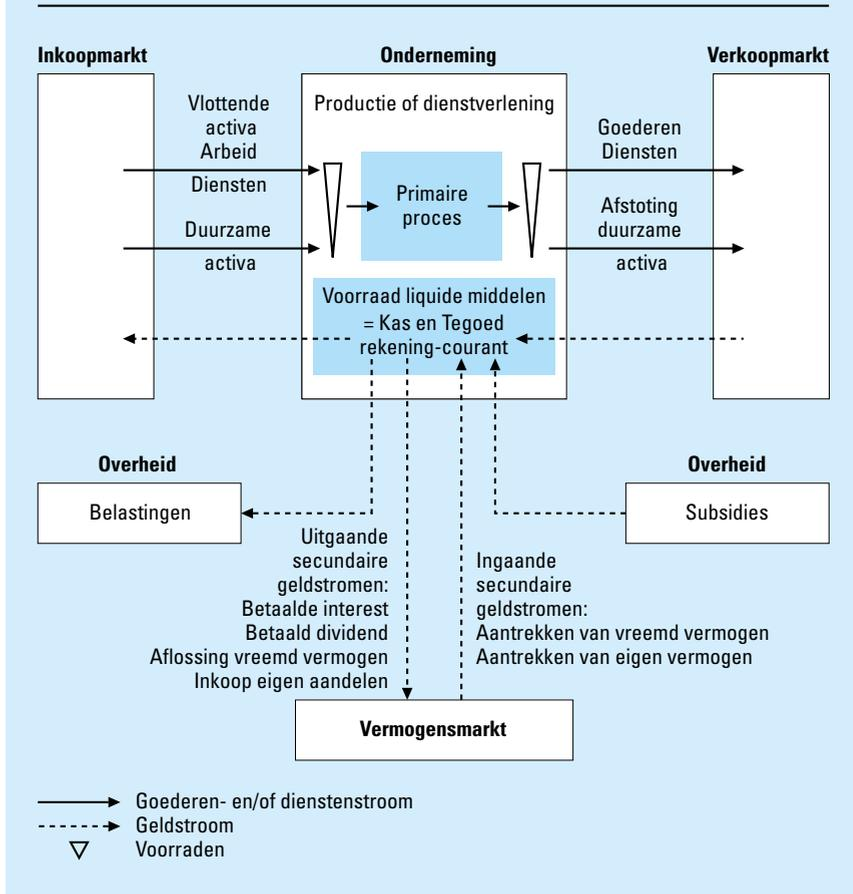 Inkoopmarkt
Onderneming
Verkoopmarkt
Vlottende
activa
Arbeid
Diensten
Duurzame
activa
Productie of dienstverlening
Primaire
proces
Goederen
Diensten
Afstoting
duurzame
activa
Voorraad liquide middelen
= Kas en Tegoed
rekening-courant
Overheid
Belastingen
Overheid
Subsidies
Uitgaande
secundaire
geldstromen:
Betaalde interest
Betaald dividend
Aflossing vreemd vermogen
Inkoop eigen aandelen
Ingaande
secundaire
geldstromen:
Aantrekken van vreemd vermogen
Aantrekken van eigen vermogen
Vermogensmarkt
Goederen- en/of dienstenstroom
Geldstroom
Voorraden